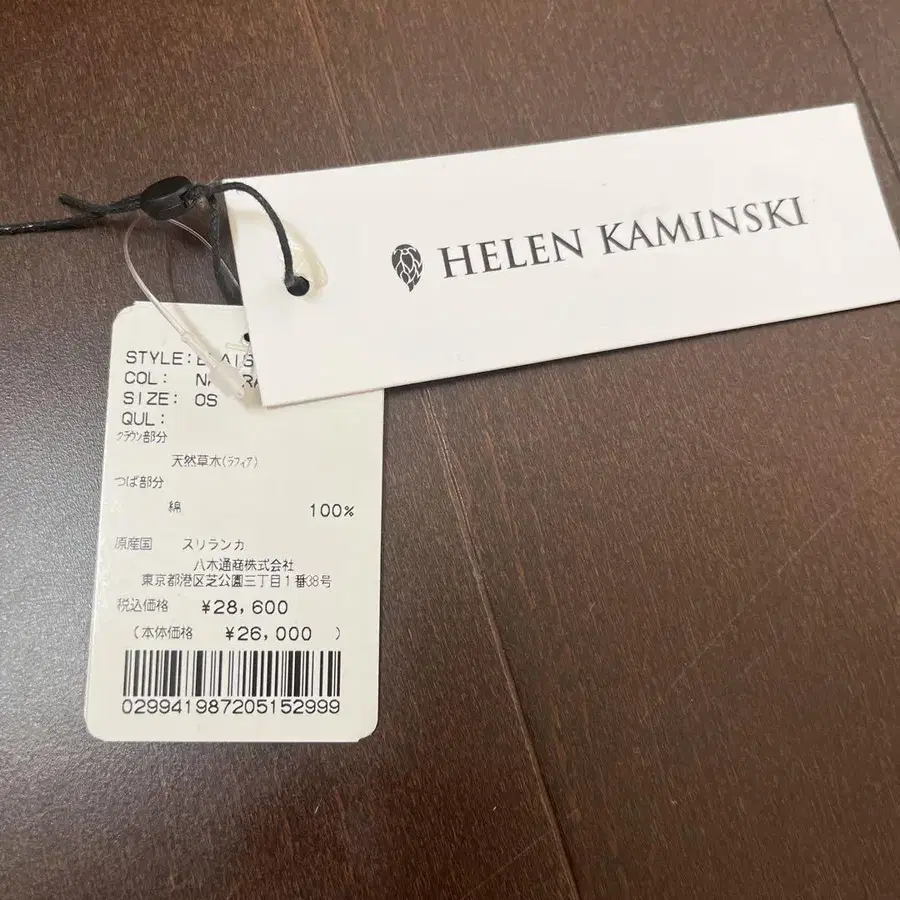 HELEN KAMINSKI
STYLE:
COL:
SIZE: OS
QUL:
クラウン部分
天然草木(ラフィア)
つば部分
綿 100%
原産国 スリランカ
八木通商株式会社
東京都港区芝公園三丁目1番38号
税込価格 ¥28,600
(本体価格 ¥26,000 )
029941987205152999